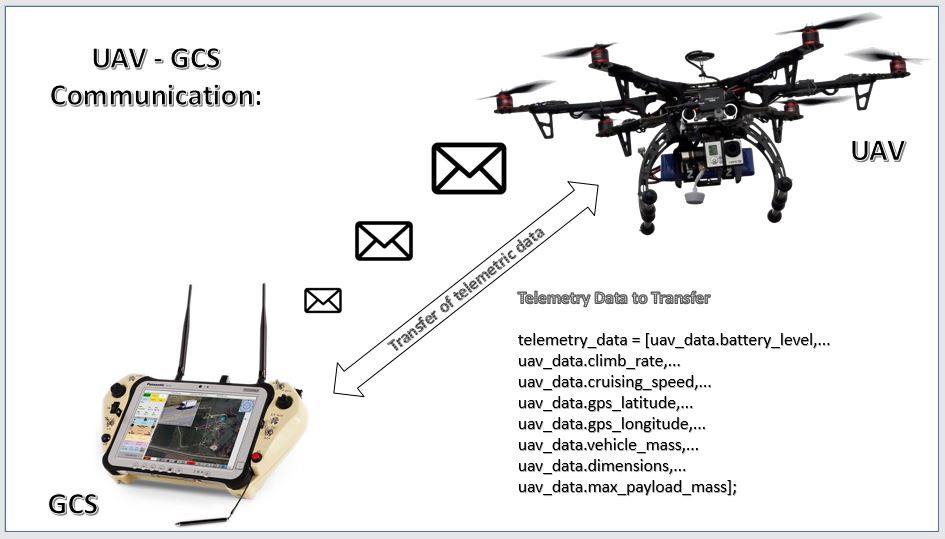 UAV - GCS
Communication:
UAV
Transfer of telemetric data
Telemetry Data to Transfer
telemetry_data = [uav_data.battery_level,...
uav_data.climb_rate,...
uav_data.cruising_speed,...
uav_data.gps_latitude,...
uav_data.gps_longitude,...
uav_data.vehicle_mass,...
uav_data.dimensions,...
uav_data.max_payload_mass];
Panasonic
GCS